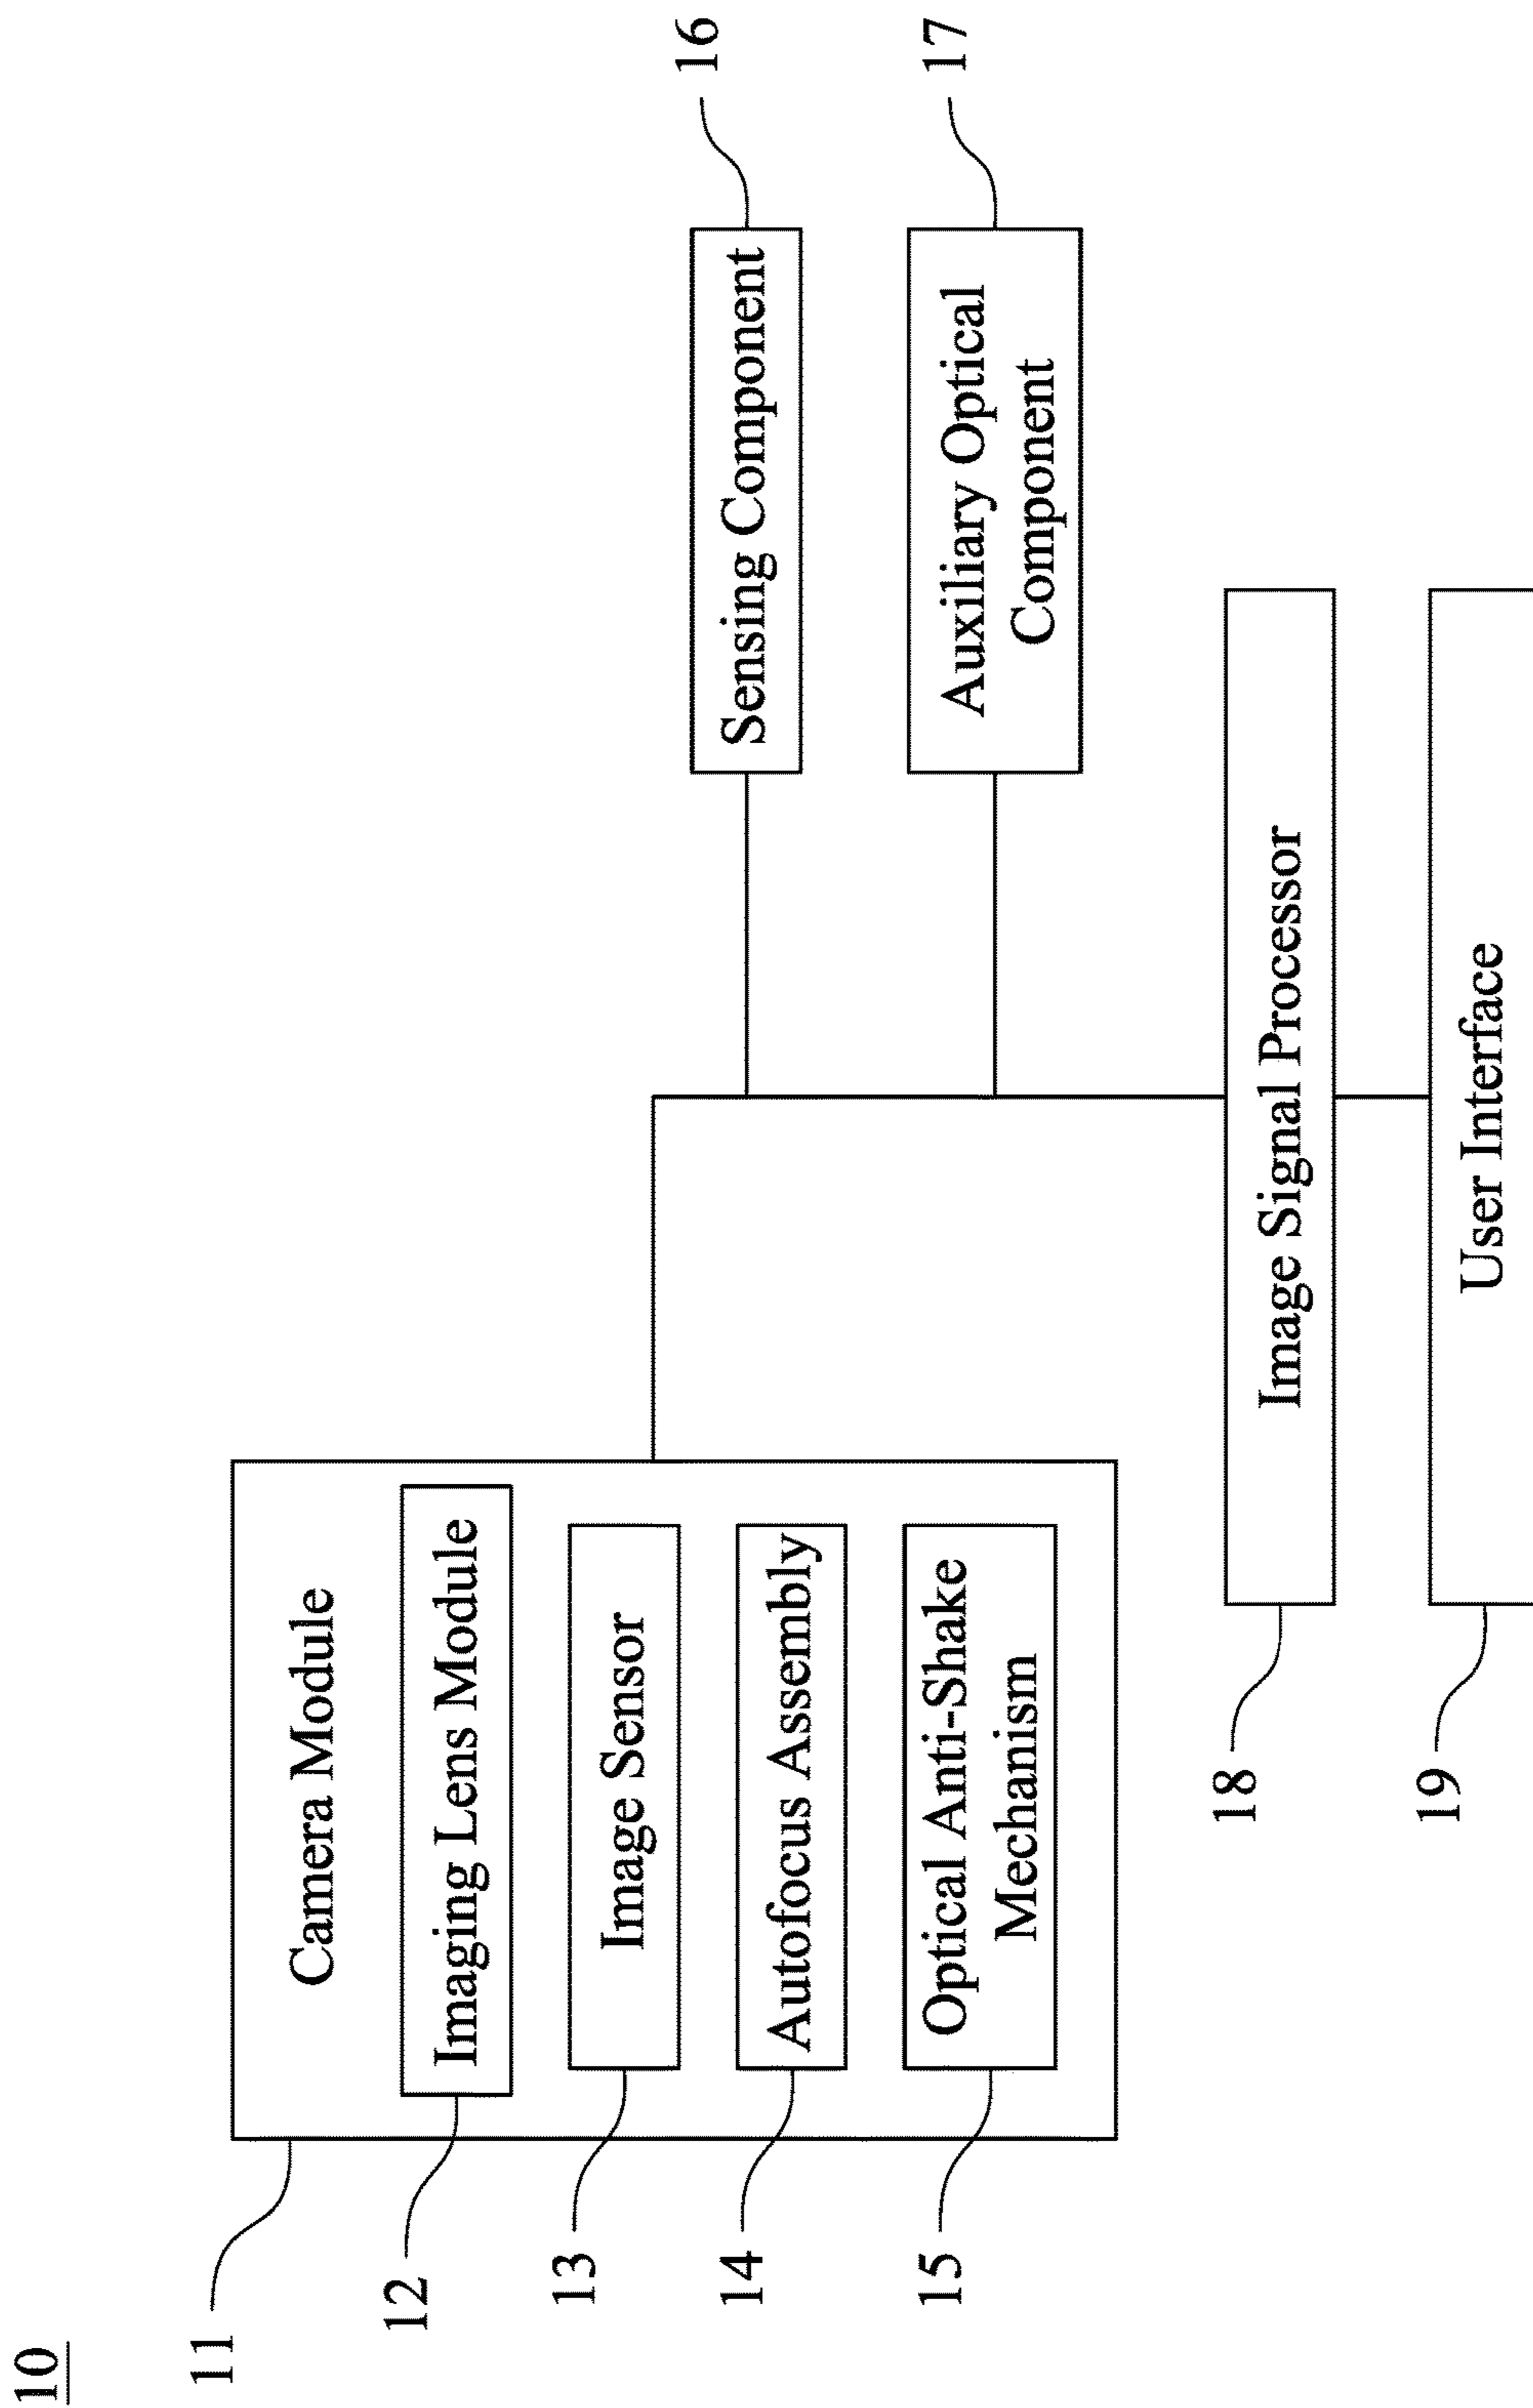 10
11
Camera Module
12
Imaging Lens Module
13
Image Sensor
14
Autofocus Assembly
15
Optical Anti-Shake
Mechanism
Sensing Component
16
Auxiliary Optical
Component
17
18
Image Signal Processor
19
User Interface